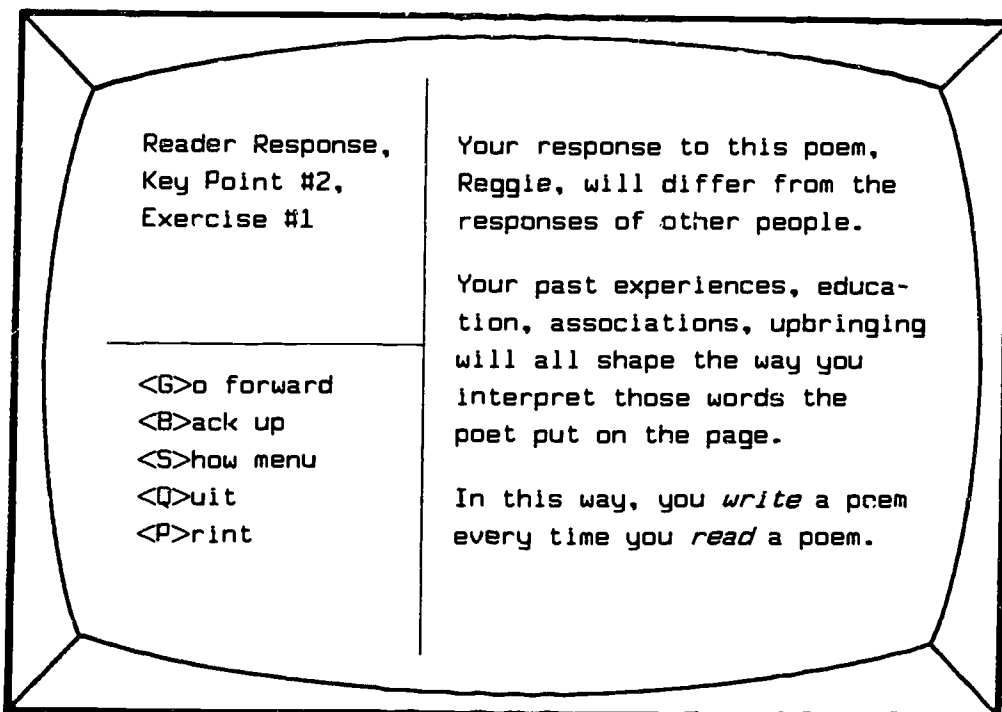 Reader Response,
Key Point #2,
Exercise #1
<G>o forward
<B>ack up
<S>how menu
<Q>uit
<P>rint
Your response to this poem,
Reggie, will differ from the
responses of other people.
Your past experiences, educa-
tion, associations, upbringing
will all shape the way you
interpret those words the
poet put on the page.
In this way, you write a poem
every time you read a poem.